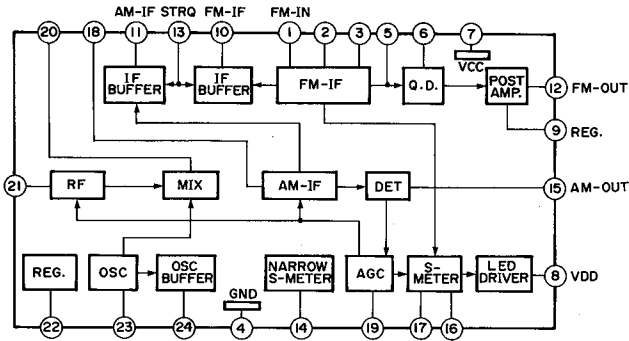 AM-IF STRQ FM-IF FM-IN
20 18 11 13 10 1 2 3 5 6 7
VCC
IF BUFFER
IF BUFFER
FM-IF
Q.D.
POST AMP.
12 FM-OUT
9 REG.
21
RF
MIX
AM-IF
DET
15 AM-OUT
REG.
OSC
OSC BUFFER
GND
NARROW S-METER
AGC
S-METER
LED DRIVER
8 VDD
22 23 24 4 14 19 17 16